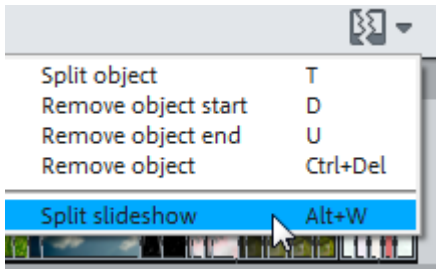 Split object T
Remove object start D
Remove object end U
Remove object Ctrl+Del
Split slideshow Alt+W